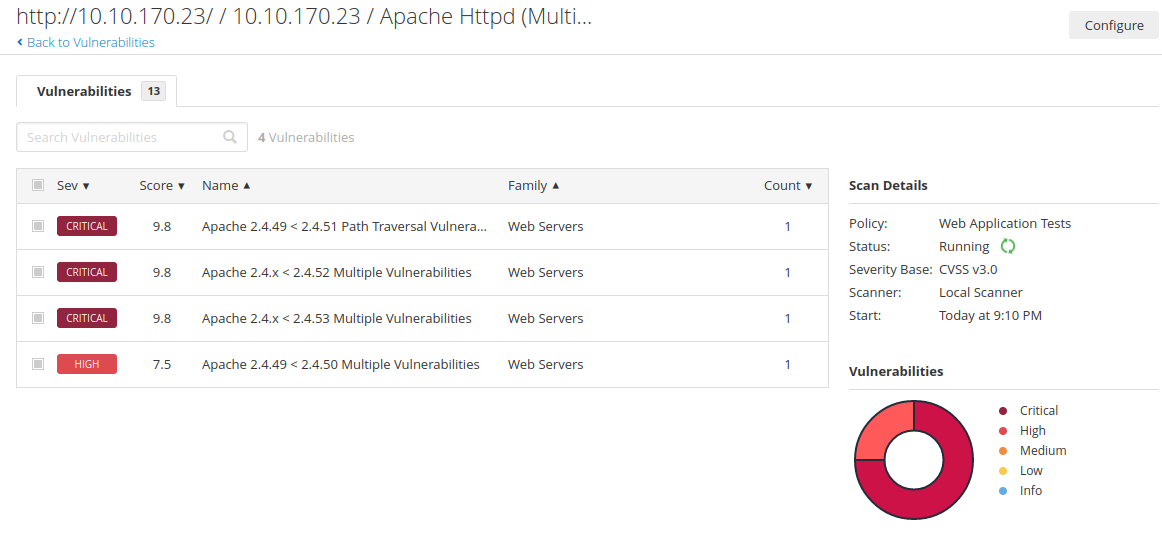 http://10.10.170.23/ / 10.10.170.23 / Apache Httpd (Multi...
Configure
Back to Vulnerabilities
Vulnerabilities 13
Search Vulnerabilities
4 Vulnerabilities
Sev Score Name Family Count
CRITICAL 9.8 Apache 2.4.49 < 2.4.51 Path Traversal Vulnera... Web Servers 1
CRITICAL 9.8 Apache 2.4.x < 2.4.52 Multiple Vulnerabilities Web Servers 1
CRITICAL 9.8 Apache 2.4.x < 2.4.53 Multiple Vulnerabilities Web Servers 1
HIGH 7.5 Apache 2.4.49 < 2.4.50 Multiple Vulnerabilities Web Servers 1
Scan Details
Policy: Web Application Tests
Status: Running
Severity Base: CVSS v3.0
Scanner: Local Scanner
Start: Today at 9:10 PM
Vulnerabilities
Critical
High
Medium
Low
Info